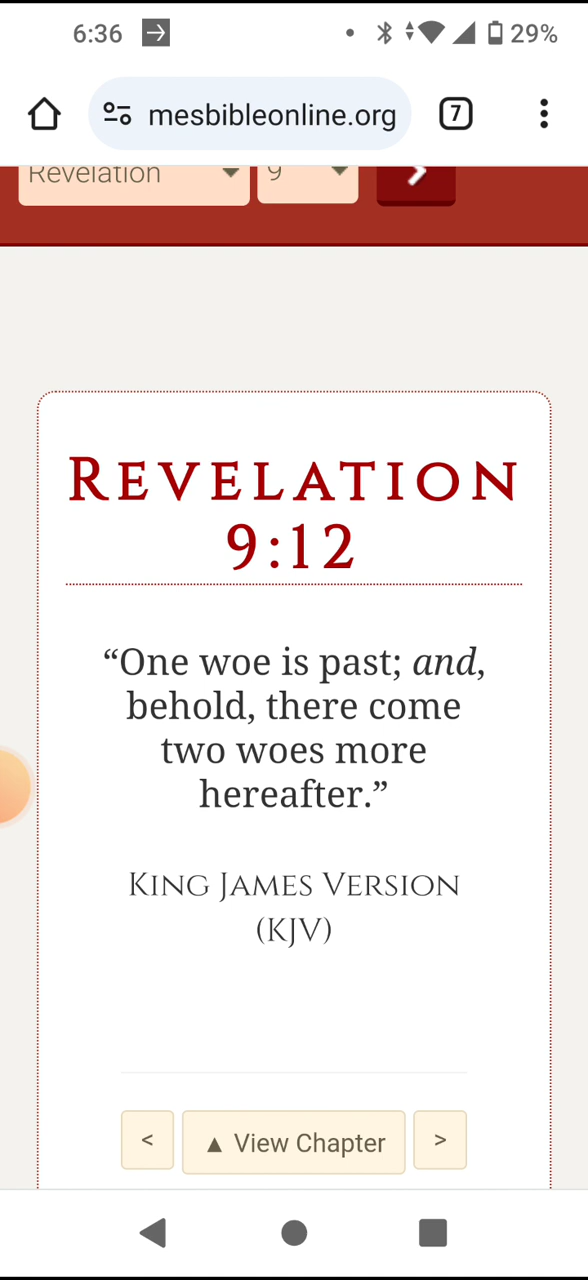 6:36 29%
mesbibleonline.org 7
Revelation 9
REVELATION
9:12
“One woe is past; and,
behold, there come
two woes more
hereafter.”
KING JAMES VERSION
(KJV)
< ▲ View Chapter >